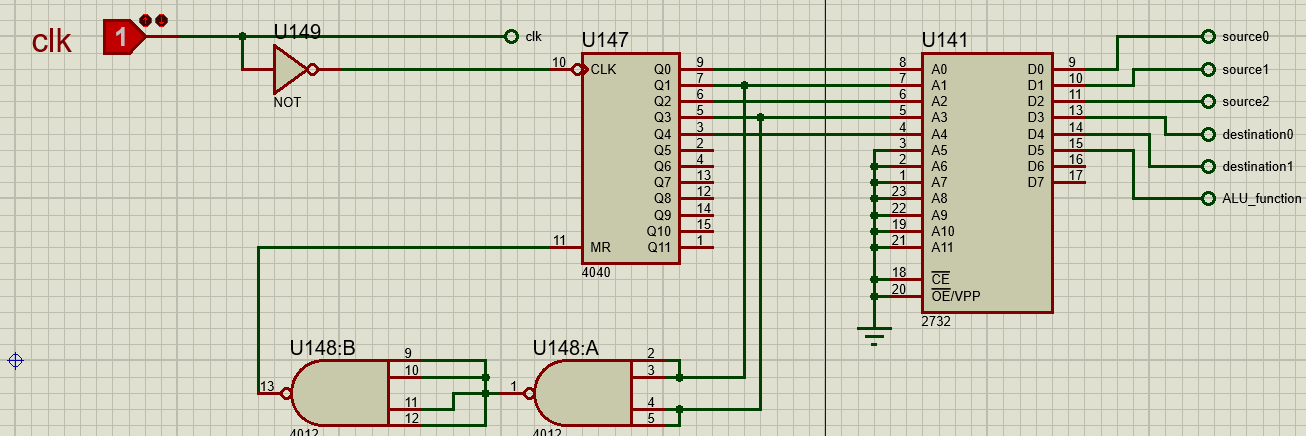 clk
1
clk
U149
NOT
U147
10 CLK
11 MR
Q0 9
Q1 7
Q2 6
Q3 5
Q4 3
Q5 2
Q6 4
Q7 13
Q8 12
Q9 14
Q10 15
Q11 1
4040
U141
8 A0
7 A1
6 A2
5 A3
4 A4
3 A5
2 A6
1 A7
23 A8
22 A9
19 A10
21 A11
18 CE
20 OE/VPP
D0 9
D1 10
D2 11
D3 13
D4 14
D5 15
D6 16
D7 17
2732
source0
source1
source2
destination0
destination1
ALU_function
U148:B
9
10
11
12
13
4012
U148:A
2
3
4
5
1
4012